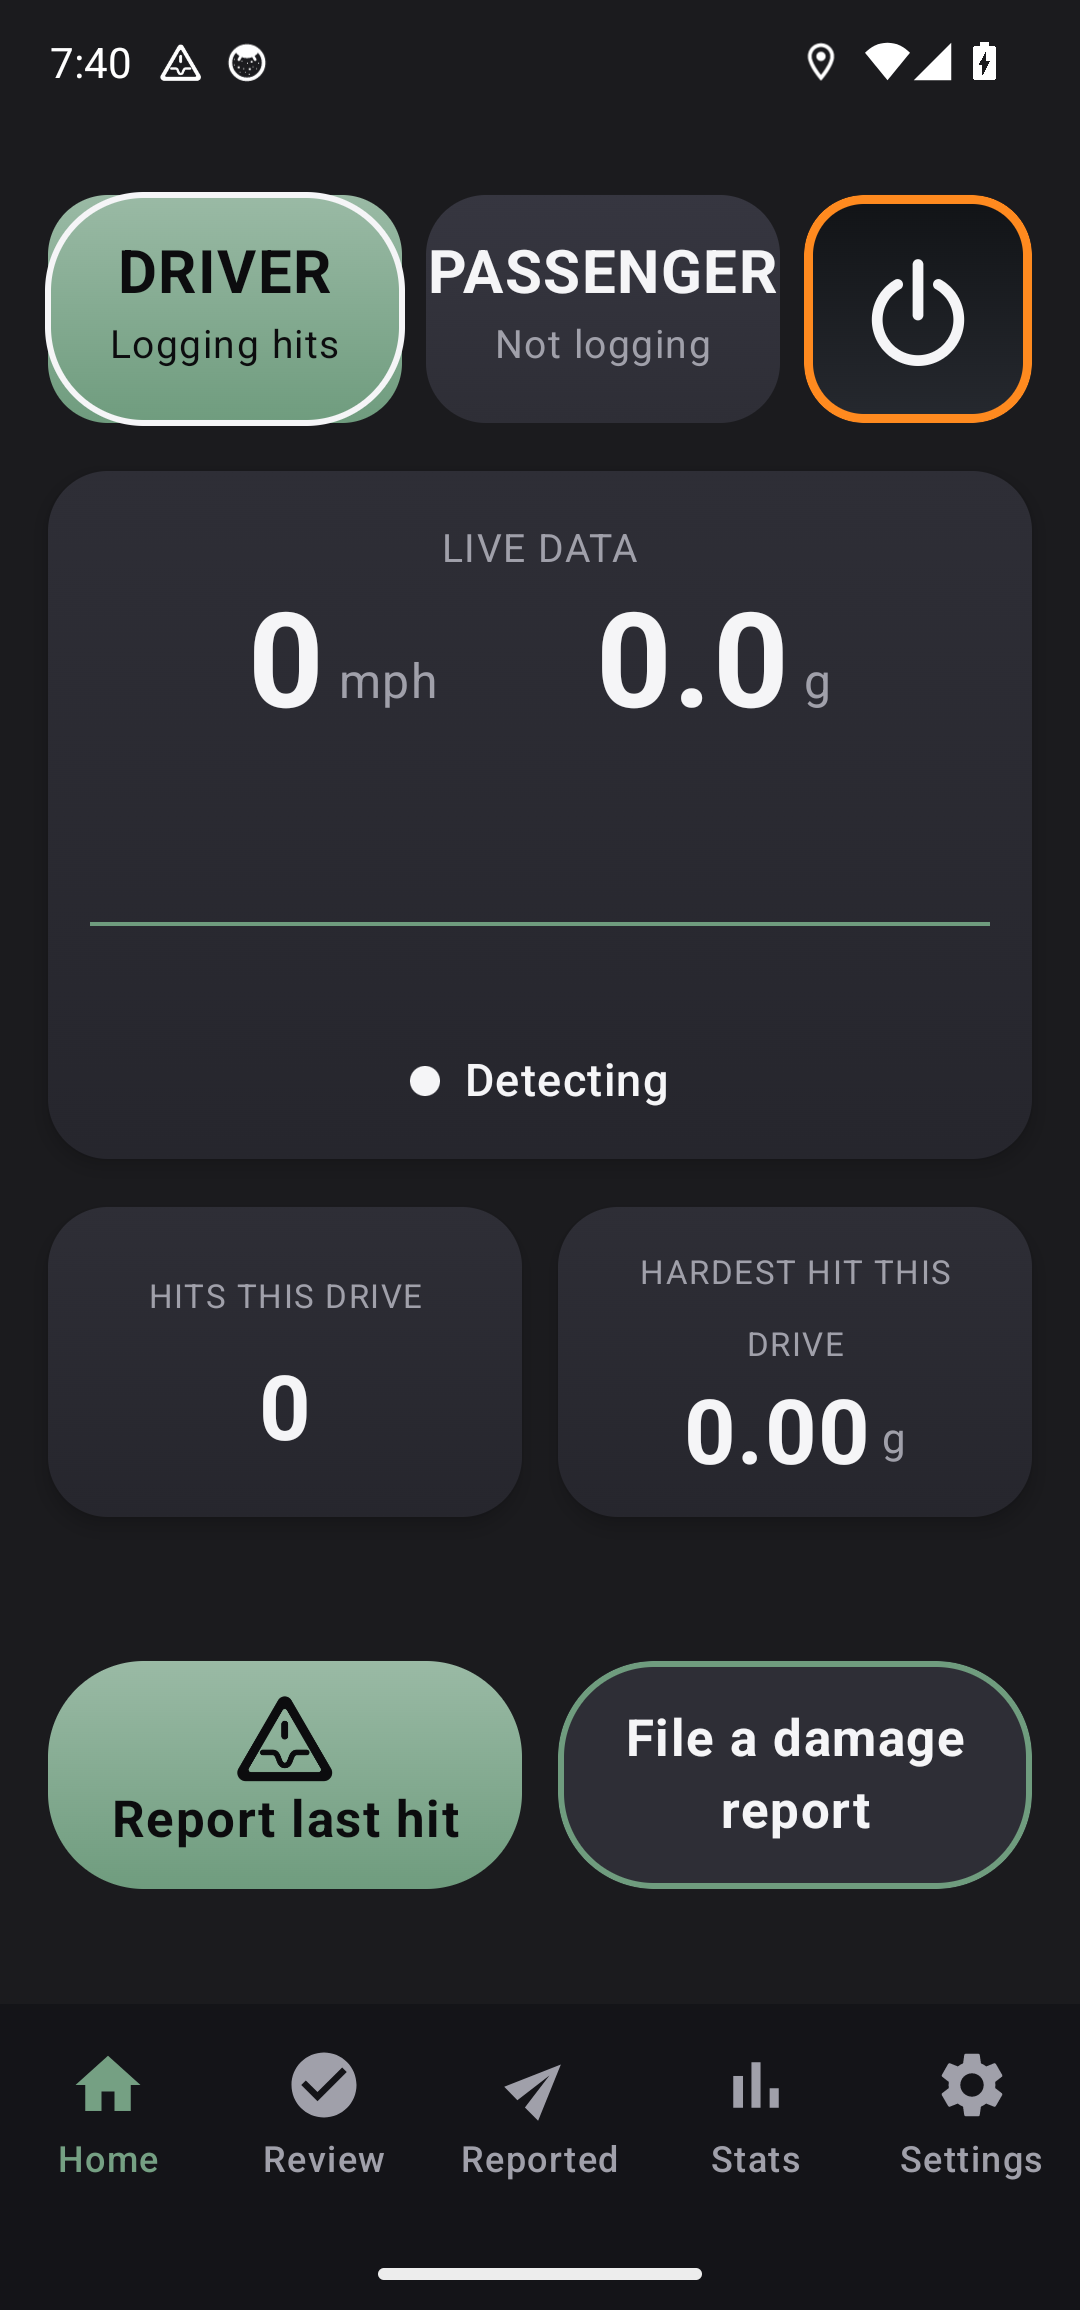 7:40
DRIVER
Logging hits
PASSENGER
Not logging
LIVE DATA
0 mph
0.0 g
Detecting
HITS THIS DRIVE
0
HARDEST HIT THIS
DRIVE
0.00 g
Report last hit
File a damage
report
Home
Review
Reported
Stats
Settings